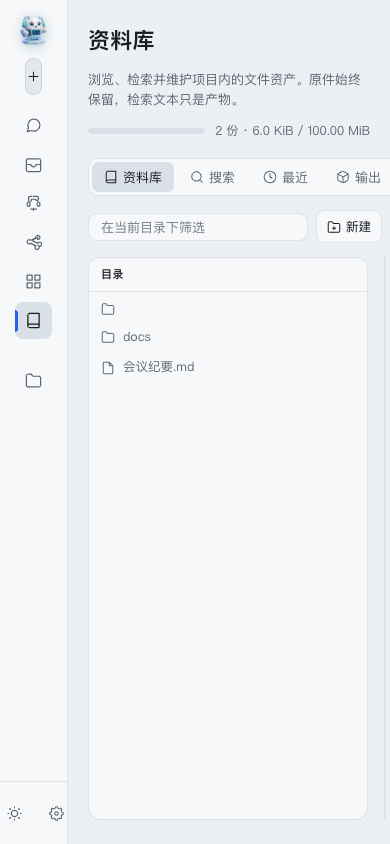 资料库
浏览、检索并维护项目内的文件资产。原件始终
保留，检索文本只是产物。
2 份 · 6.0 KiB / 100.00 MiB
资料库 搜索 最近 输出
在当前目录下筛选 新建
目录
docs
会议纪要.md